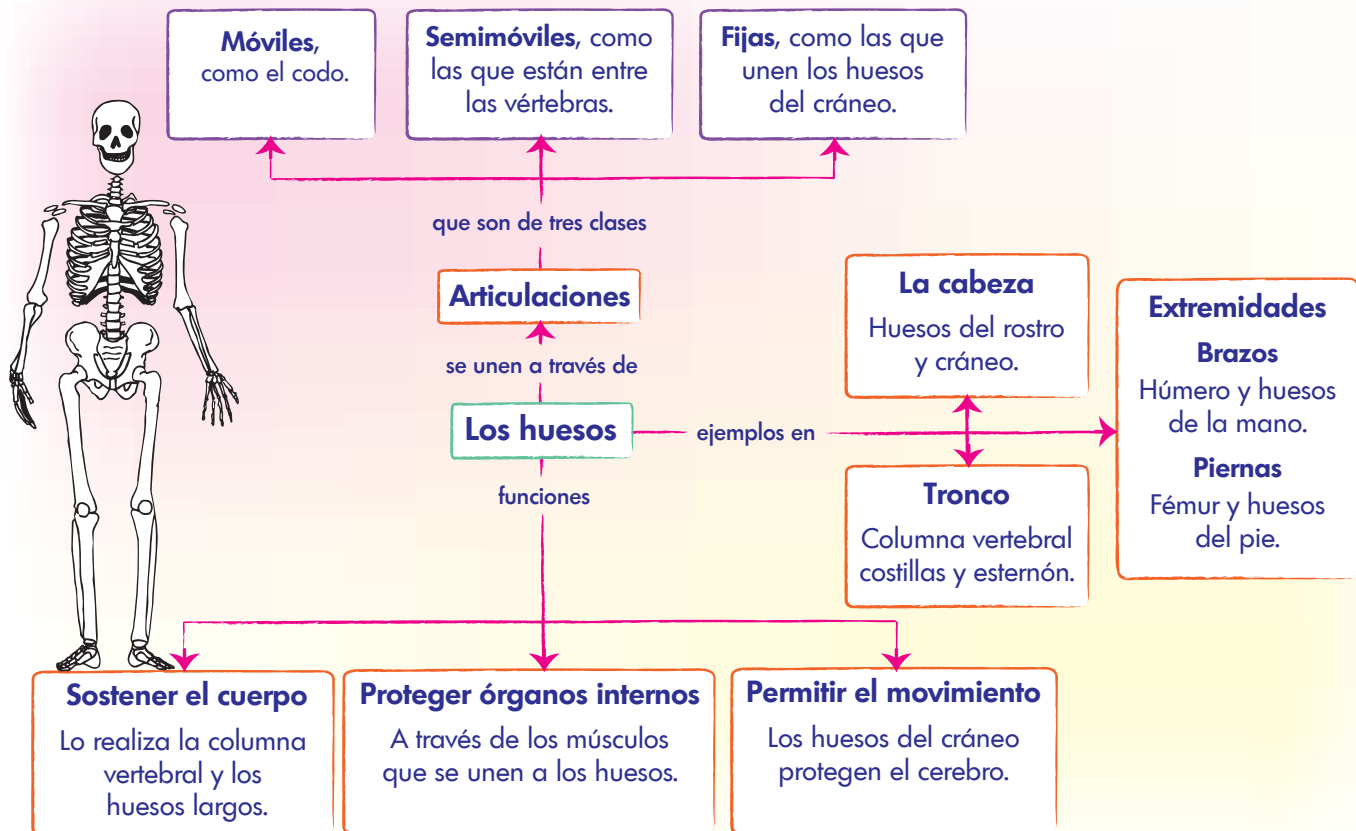 Móviles,
como el codo.
Semimóviles, como
las que están entre
las vértebras.
Fijas, como las que
unen los huesos
del cráneo.
que son de tres clases
Articulaciones
se unen a través de
Los huesos
ejemplos en
La cabeza
Huesos del rostro
y cráneo.
Extremidades
Brazos
Húmero y huesos
de la mano.
Piernas
Fémur y huesos
del pie.
Tronco
Columna vertebral
costillas y esternón.
funciones
Sostener el cuerpo
Lo realiza la columna
vertebral y los
huesos largos.
Proteger órganos internos
A través de los músculos
que se unen a los huesos.
Permitir el movimiento
Los huesos del cráneo
protegen el cerebro.